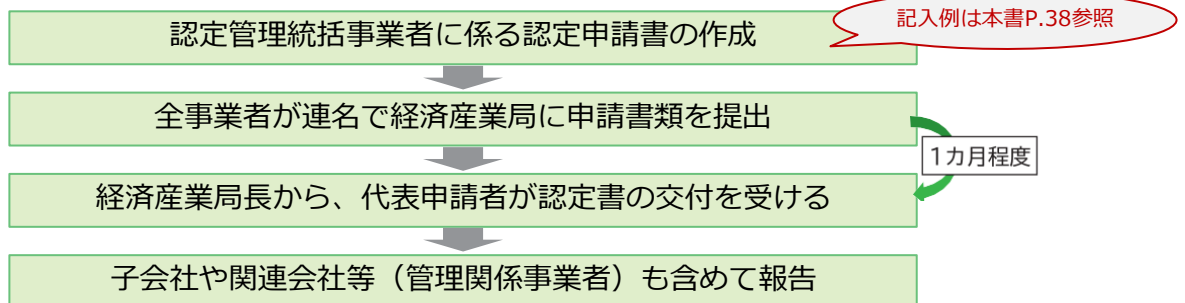 記入例は本書P.38参照
認定管理統括事業者に係る認定申請書の作成
全事業者が連名で経済産業局に申請書類を提出
1カ月程度
経済産業局長から、代表申請者が認定書の交付を受ける
子会社や関連会社等（管理関係事業者）も含めて報告